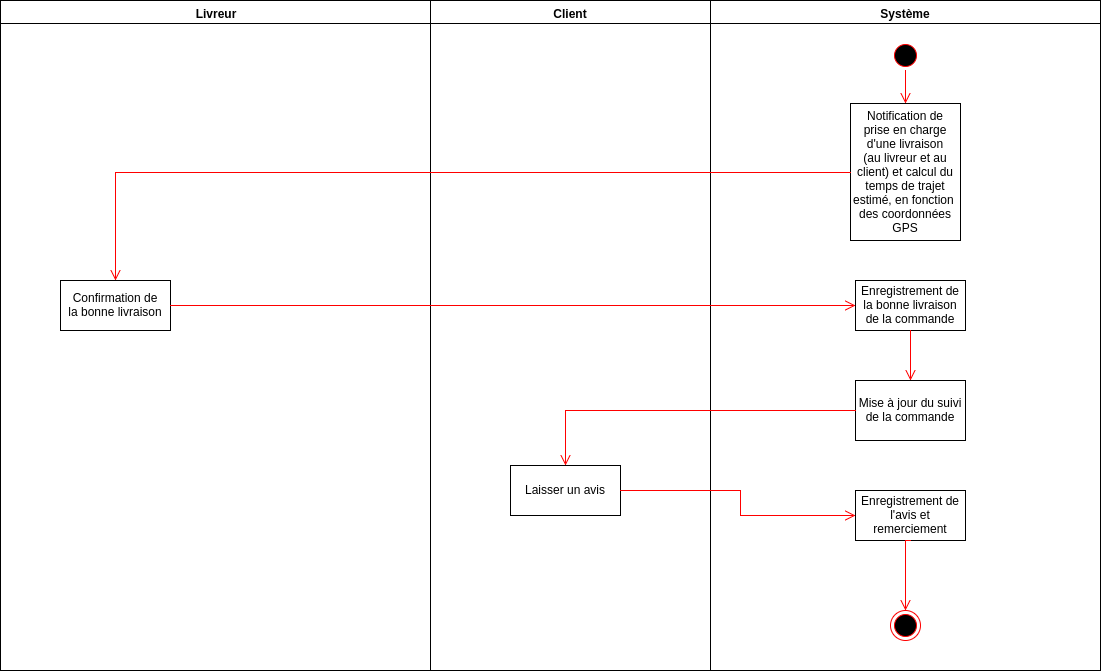 Livreur
Client
Système
Notification de
prise en charge
d'une livraison
(au livreur et au
client) et calcul du
temps de trajet
estimé, en fonction
des coordonnées
GPS
Confirmation de
la bonne livraison
Enregistrement de
la bonne livraison
de la commande
Mise à jour du suivi
de la commande
Laisser un avis
Enregistrement de
l'avis et
remerciement